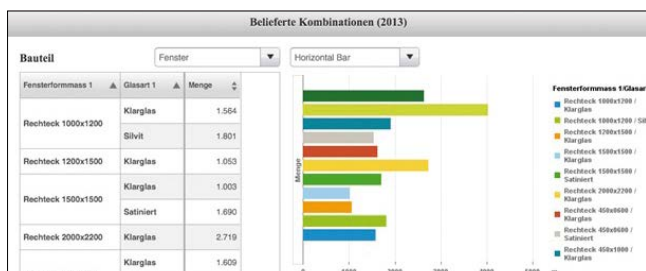 Belieferte Kombinationen (2013)
Bauteil
Fenster
Horizontal Bar
Fensterformmass 1 Glasart 1 Menge
Rechteck 1000x1200 Klarglas 1.564
Silvit 1.801
Rechteck 1200x1500 Klarglas 1.053
Rechteck 1500x1500 Klarglas 1.003
Satiniert 1.690
Rechteck 2000x2200 Klarglas 2.719
Klarglas 1.609
Menge
Fensterformmass 1/Glasar
Rechteck 1000x1200 /
Klarglas
Rechteck 1000x1200 / Sil
Rechteck 1200x1500 /
Klarglas
Rechteck 1500x1500 /
Klarglas
Rechteck 1500x1500 /
Satiniert
Rechteck 2000x2200 /
Klarglas
Rechteck 450x0600 /
Klarglas
Rechteck 450x0600 /
Satiniert
Rechteck 450x1000 /
Klarglas